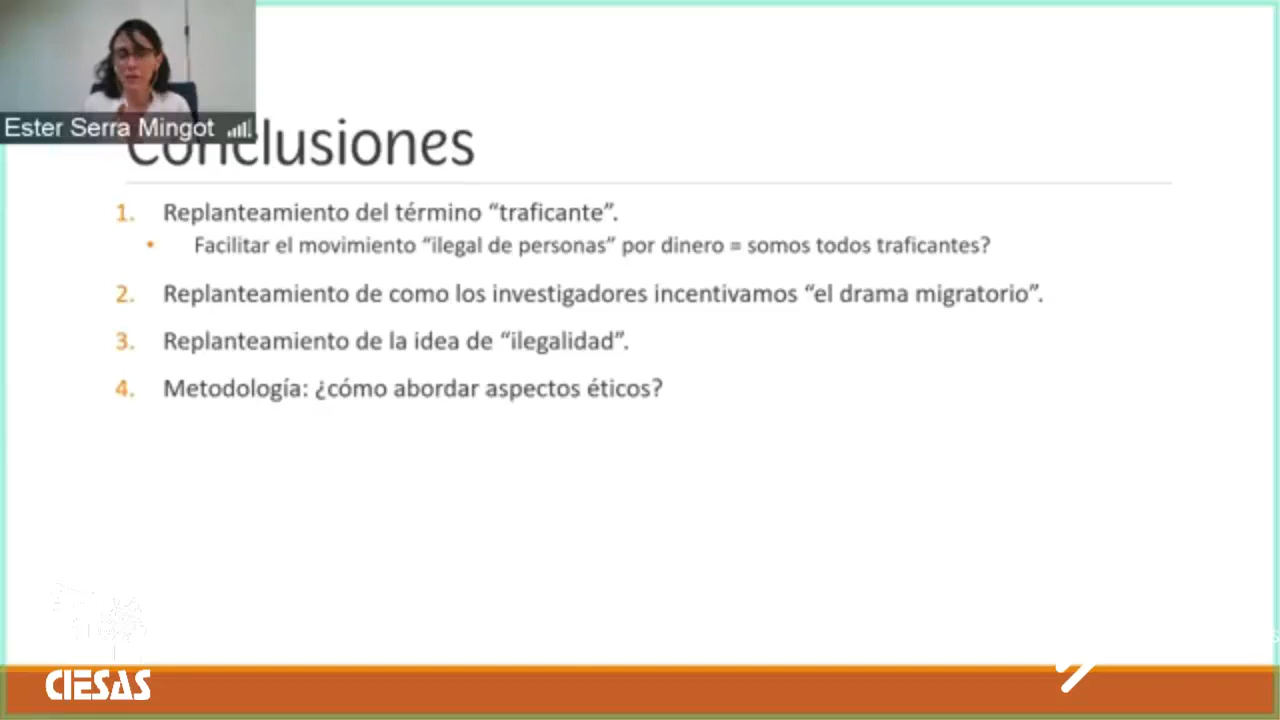 Ester Serra Mingot
Conclusiones
1. Replanteamiento del término “traficante”.
• Facilitar el movimiento “ilegal de personas” por dinero = somos todos traficantes?
2. Replanteamiento de como los investigadores incentivamos “el drama migratorio”.
3. Replanteamiento de la idea de “ilegalidad”.
4. Metodología: ¿cómo abordar aspectos éticos?
CIESAS